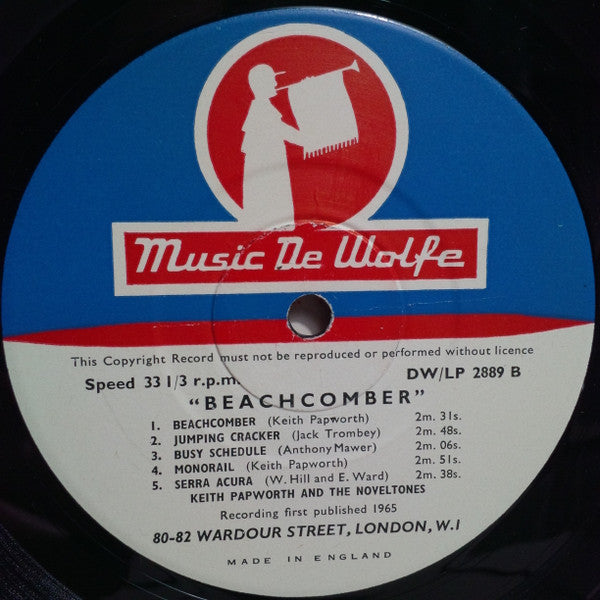 Music De Wolfe
This Copyright Record must not be reproduced or performed without licence
Speed 33 1/3 r.p.m. DW/LP 2889 B
"BEACHCOMBER"
1. BEACHCOMBER (Keith Papworth) 2m. 31s.
2. JUMPING CRACKER (Jack Trombey) 2m. 48s.
3. BUSY SCHEDULE (Anthony Mawer) 2m. 06s.
4. MONORAIL (Keith Papworth) 2m. 51s.
5. SERRA ACURA (W. Hill and E. Ward) 2m. 38s.
KEITH PAPWORTH AND THE NOVELTONES
Recording first published 1965
80-82 WARDOUR STREET, LONDON, W.I
MADE IN ENGLAND